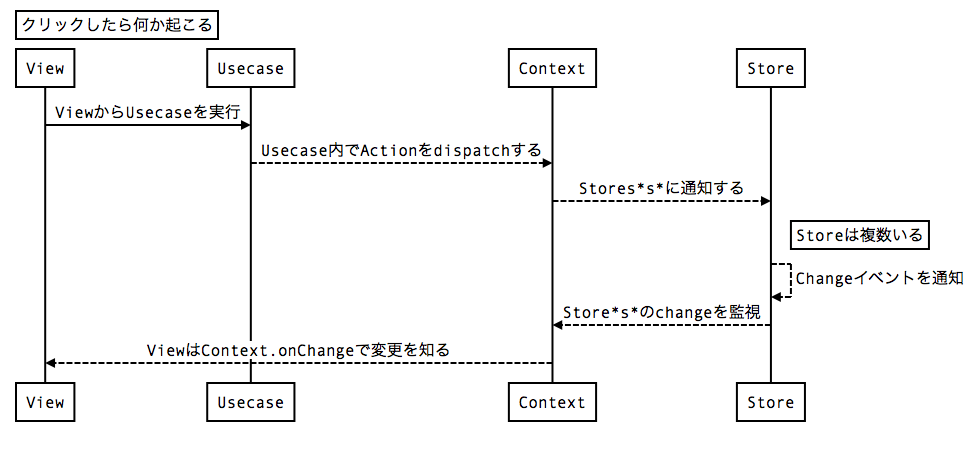 クリックしたら何か起こる
View
Usecase
Context
Store
ViewからUsecaseを実行
Usecase内でActionをdispatchする
Stores*s*に通知する
Storeは複数いる
Changeイベントを通知
Store*s*のchangeを監視
ViewはContext.onChangeで変更を知る
View
Usecase
Context
Store